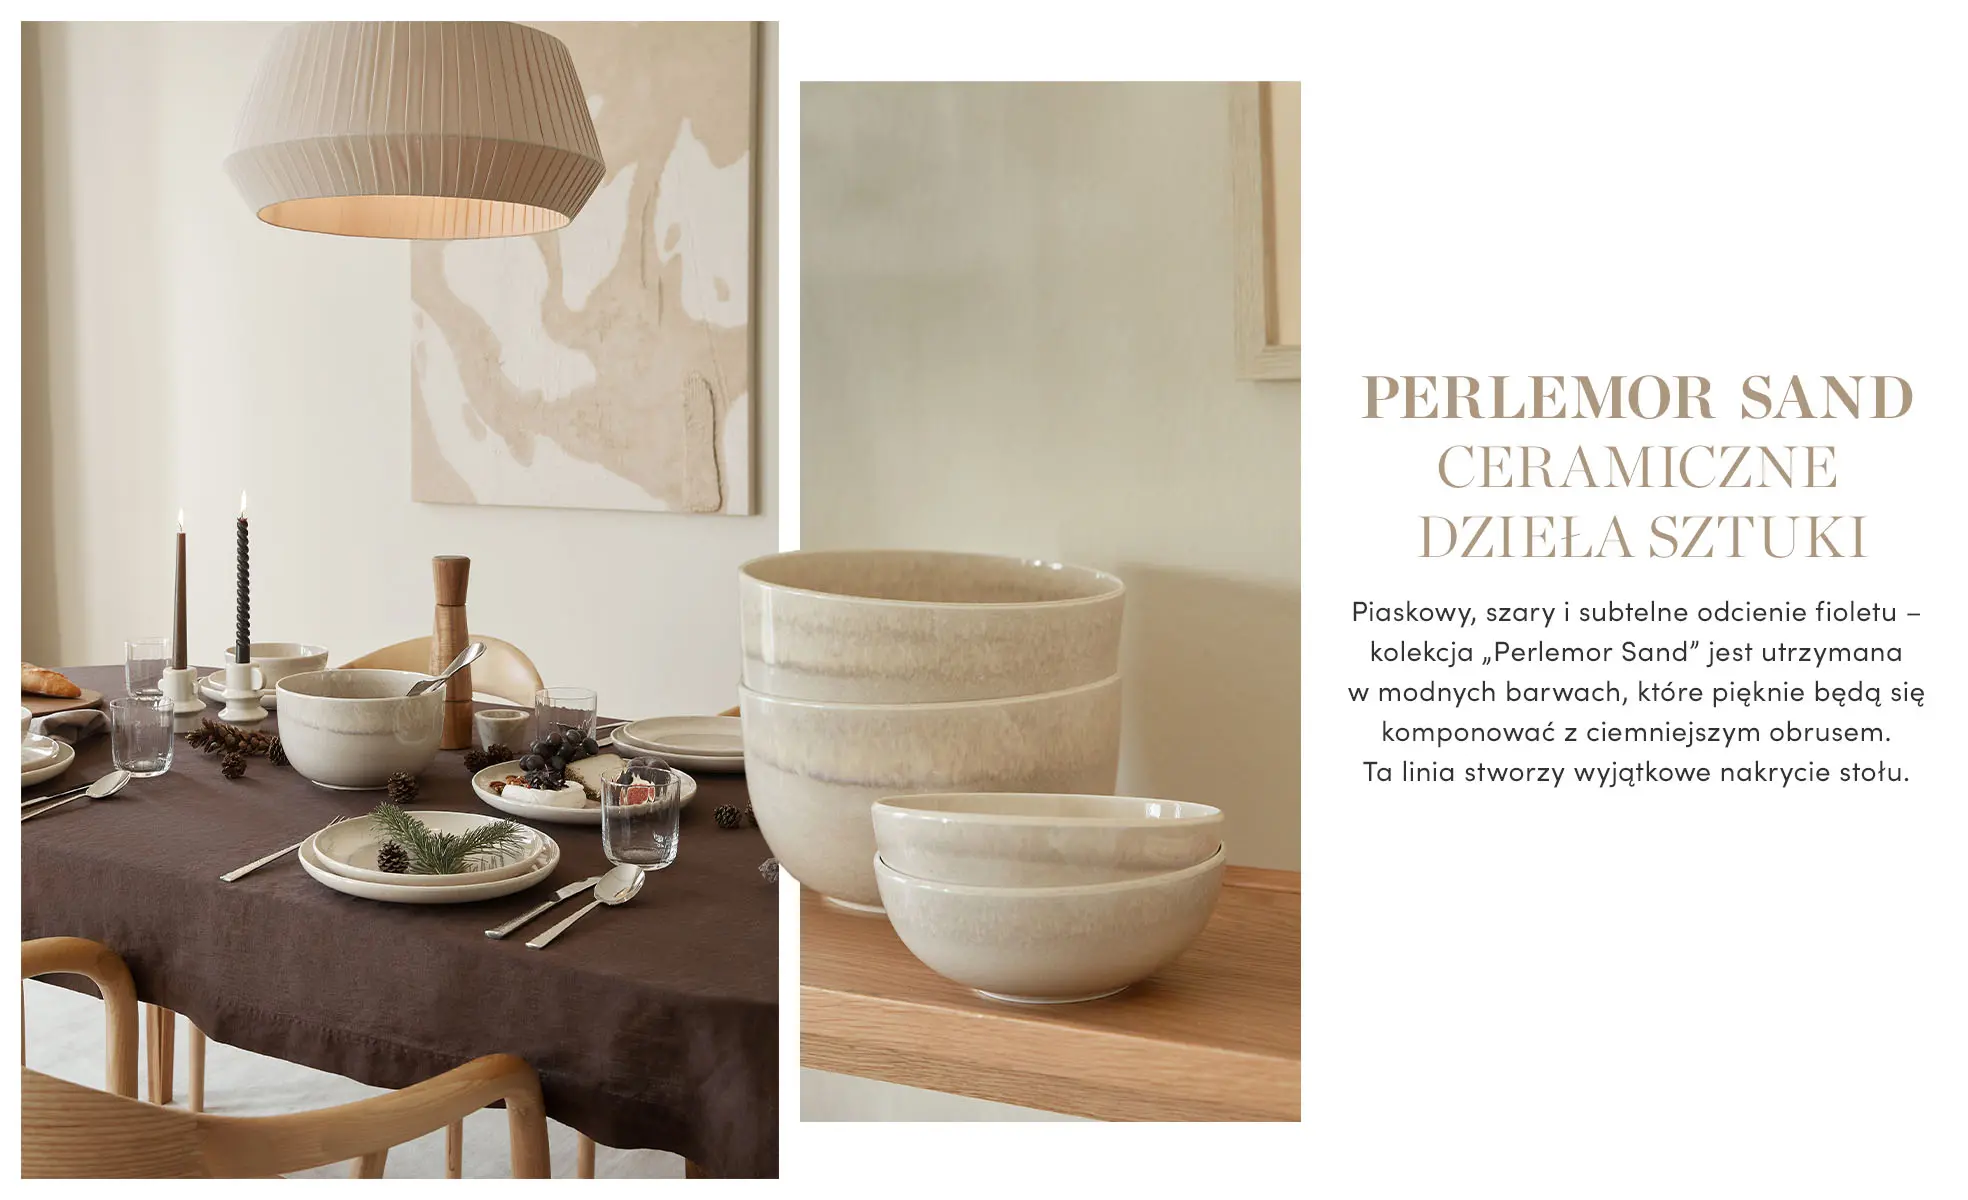 PERLEMOR SAND
CERAMICZNE
DZIEŁA SZTUKI
Piaskowy, szary i subtelne odcienie fioletu –
kolekcja „Perlemor Sand” jest utrzymana
w modnych barwach, które pięknie będą się
komponować z ciemniejszym obrusem.
Ta linia stworzy wyjątkowe nakrycie stołu.